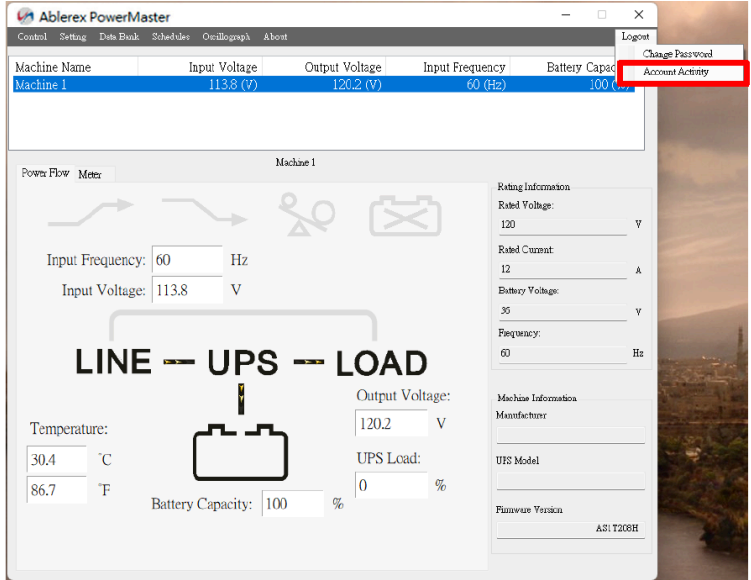 Ablerex PowerMaster
Control Setting Data Bank Schedules Oscillograph About Logout
Change Password
Account Activity
Machine Name Input Voltage Output Voltage Input Frequency Battery Capac
Machine 1 113.8 (V) 120.2 (V) 60 (Hz) 100 (%)
Machine 1
Power Flow Meter
Input Frequency: 60 Hz
Input Voltage: 113.8 V
LINE UPS LOAD
Output Voltage:
120.2 V
Temperature:
30.4 °C
86.7 °F
UPS Load:
0 %
Battery Capacity: 100 %
Rating Information
Rated Voltage:
120 V
Rated Current:
12 A
Battery Voltage:
36 V
Frequency:
60 Hz
Machine Information
Manufacturer
UPS Model
Firmware Version
AS1T208H